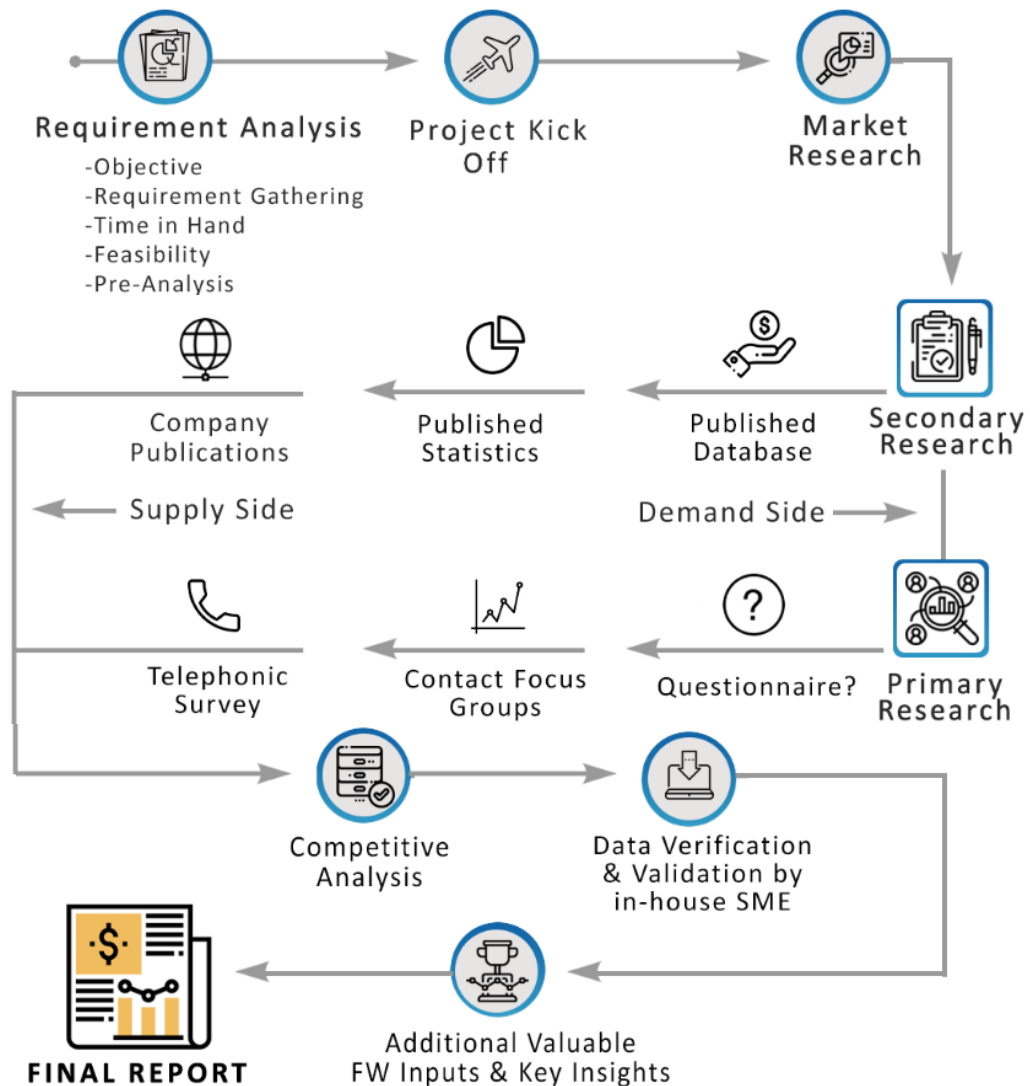 Requirement Analysis
-Objective
-Requirement Gathering
-Time in Hand
-Feasibility
-Pre-Analysis
Project Kick
Off
Market
Research
Company
Publications
Published
Statistics
$
Published
Database
Secondary
Research
Supply Side
Demand Side
Telephonic
Survey
Contact Focus
Groups
?
Questionnaire?
Primary
Research
Competitive
Analysis
Data Verification
& Validation by
in-house SME
$
FINAL REPORT
Additional Valuable
FW Inputs & Key Insights